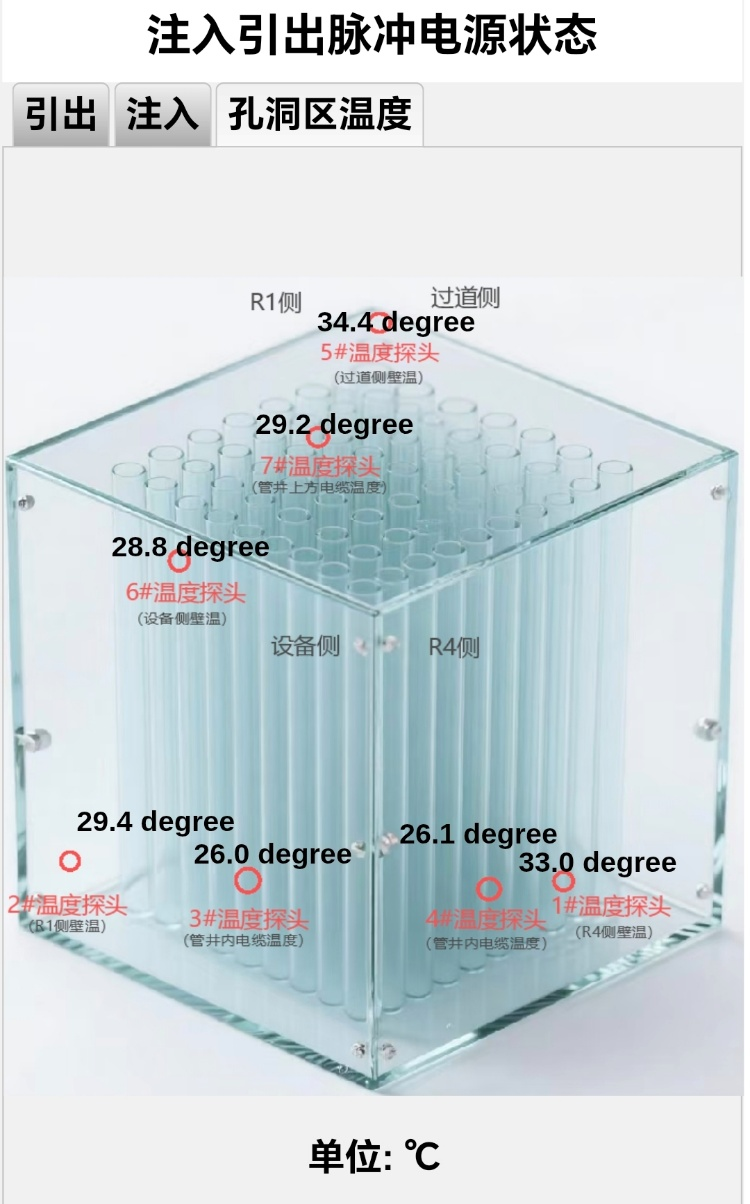 注入引出脉冲电源状态
引出
注入
孔洞区温度
R1侧
过道侧
34.4 degree
5#温度探头
(过道侧壁温)
29.2 degree
7#温度探头
(管井上方电缆温度)
28.8 degree
6#温度探头
(设备侧壁温)
设备侧
R4侧
29.4 degree
2#温度探头
(R1侧壁温)
26.0 degree
3#温度探头
(管井内电缆温度)
26.1 degree
4#温度探头
(管井内电缆温度)
33.0 degree
1#温度探头
(R4侧壁温)
单位: ℃